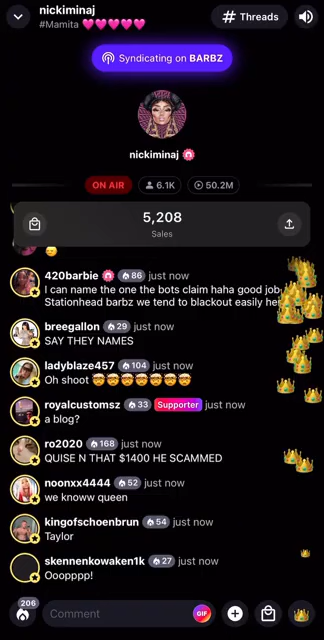 nickiminaj
#Mamita 💖💖💖💖💖
# Threads
Syndicating on BARBZ
nickiminaj
ON AIR
6.1K
50.2M
5,208
Sales
420barbie 86 just now
I can name the one the bots claim haha good job
Stationhead barbz we tend to blackout easily
breegallon 29 just now
SAY THEY NAMES
ladyblaze457 104 just now
Oh shoot 🤯🤯🤯🤯🤯🤯🤯
royalcustomsz 33 Supporter just now
a blog?
ro2020 168 just now
QUISE N THAT $1400 HE SCAMMED
noonxx4444 52 just now
we knoww queen
kingofschoenbrun 54 just now
Taylor
skennenkowaken1k 27 just now
Ooopppp!
206
Comment
GIF